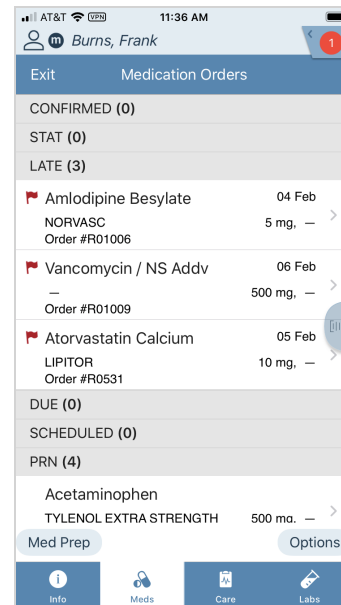 AT&T VPN 11:36 AM
m Burns, Frank 1
Exit Medication Orders
CONFIRMED (0)
STAT (0)
LATE (3)
Amlodipine Besylate 04 Feb
NORVASC 5 mg, —
Order #R01006
Vancomycin / NS Addv 06 Feb
— 500 mg, —
Order #R01009
Atorvastatin Calcium 05 Feb
LIPITOR 10 mg, —
Order #R0531
DUE (0)
SCHEDULED (0)
PRN (4)
Acetaminophen
TYLENOL EXTRA STRENGTH 500 mg, —
Med Prep Options
Info Meds Care Labs